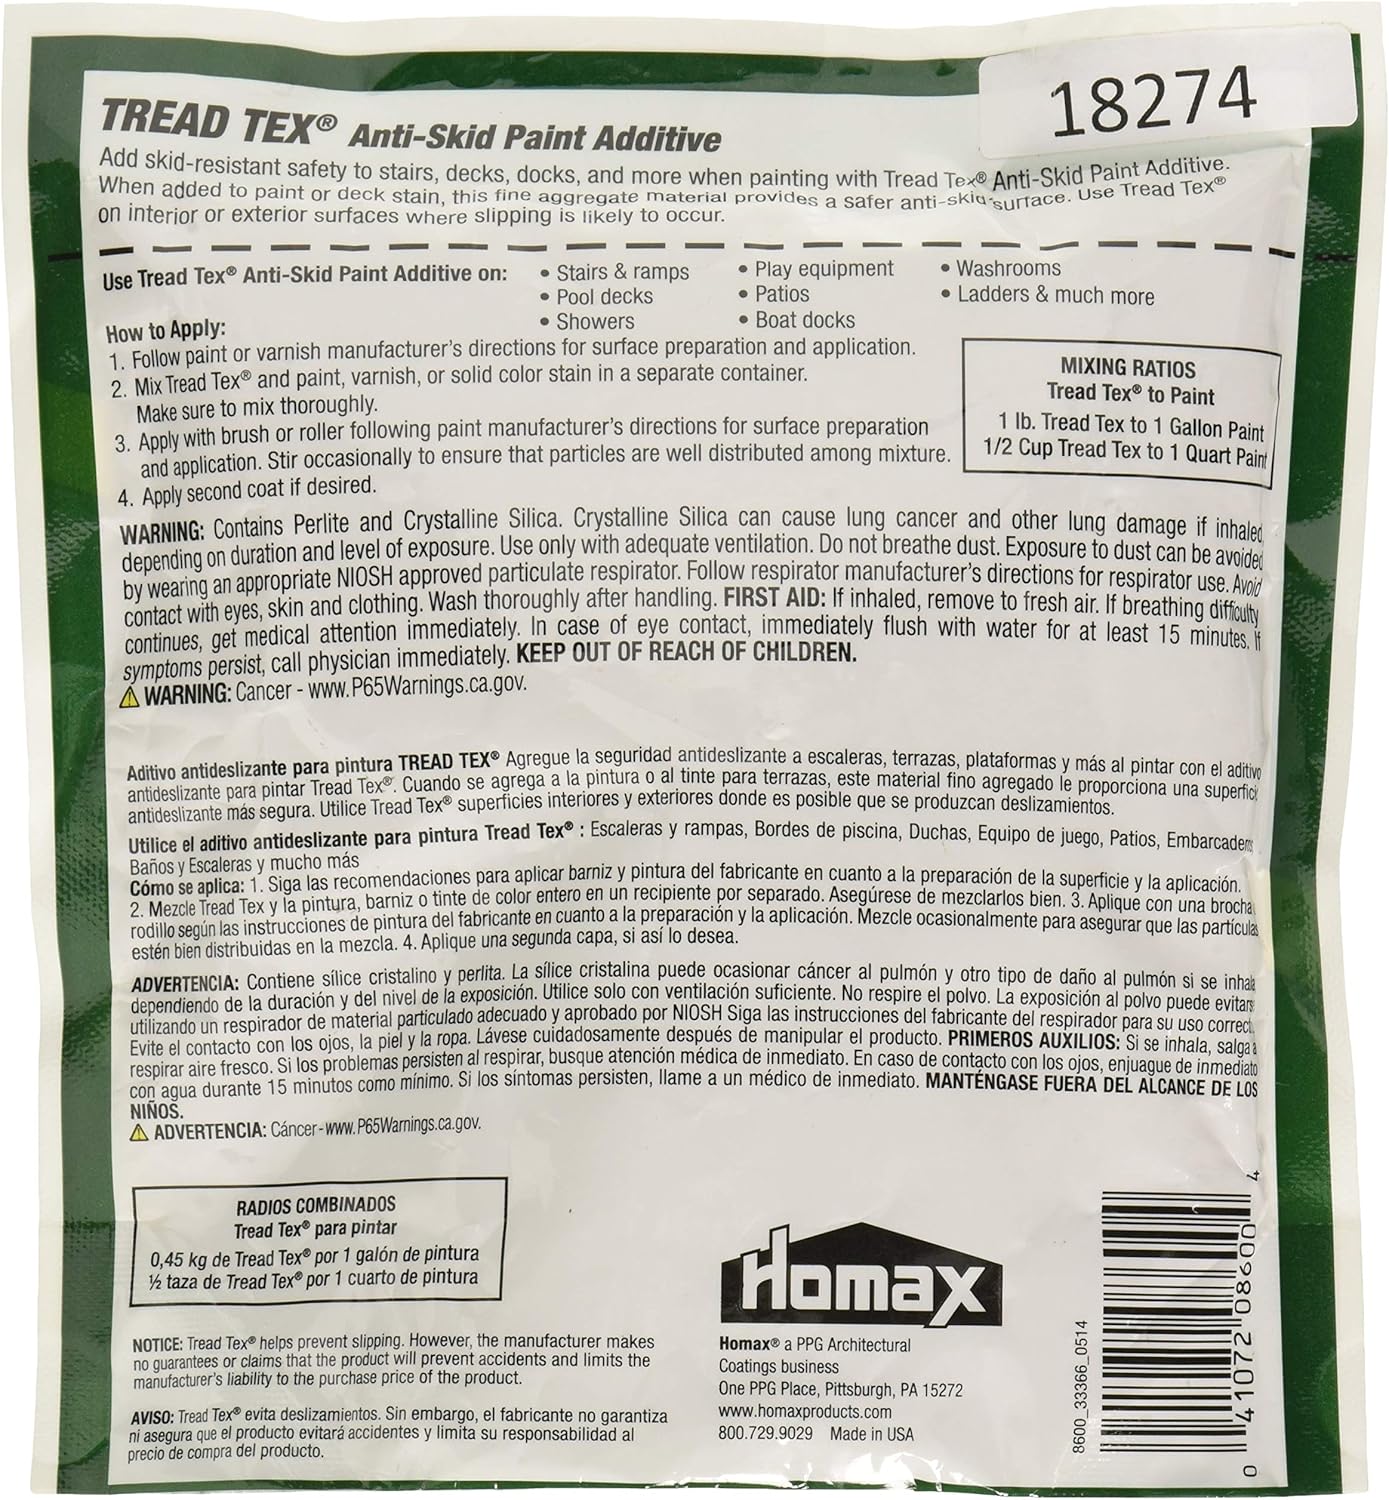 18274
TREAD TEX® Anti-Skid Paint Additive
Add skid-resistant safety to stairs, decks, docks, and more when painting with Tread Tex® Anti-Skid Paint Additive.
When added to paint or deck stain, this fine aggregate material provides a safer anti-skid surface. Use Tread Tex®
on interior or exterior surfaces where slipping is likely to occur.
Use Tread Tex® Anti-Skid Paint Additive on:
• Stairs & ramps
• Pool decks
• Showers
• Play equipment
• Patios
• Boat docks
• Washrooms
• Ladders & much more
How to Apply:
1. Follow paint or varnish manufacturer's directions for surface preparation and application.
2. Mix Tread Tex® and paint, varnish, or solid color stain in a separate container.
Make sure to mix thoroughly.
3. Apply with brush or roller following paint manufacturer's directions for surface preparation
and application. Stir occasionally to ensure that particles are well distributed among mixture.
4. Apply second coat if desired.
MIXING RATIOS
Tread Tex® to Paint
1 lb. Tread Tex to 1 Gallon Paint
1/2 Cup Tread Tex to 1 Quart Paint
WARNING: Contains Perlite and Crystalline Silica. Crystalline Silica can cause lung cancer and other lung damage if inhaled
depending on duration and level of exposure. Use only with adequate ventilation. Do not breathe dust. Exposure to dust can be avoided
by wearing an appropriate NIOSH approved particulate respirator. Follow respirator manufacturer's directions for respirator use. Avoid
contact with eyes, skin and clothing. Wash thoroughly after handling. FIRST AID: If inhaled, remove to fresh air. If breathing difficulty
continues, get medical attention immediately. In case of eye contact, immediately flush with water for at least 15 minutes. If
symptoms persist, call physician immediately. KEEP OUT OF REACH OF CHILDREN.
⚠ WARNING: Cancer - www.P65Warnings.ca.gov.
Aditivo antideslizante para pintura TREAD TEX® Agregue la seguridad antideslizante a escaleras, terrazas, plataformas y más al pintar con el aditivo
antideslizante para pintar Tread Tex®. Cuando se agrega a la pintura o al tinte para terrazas, este material fino agregado le proporciona una superfici
antideslizante más segura. Utilice Tread Tex® superficies interiores y exteriores donde es posible que se produzcan deslizamientos.
Utilice el aditivo antideslizante para pintura Tread Tex® : Escaleras y rampas, Bordes de piscina, Duchas, Equipo de juego, Patios, Embarcaderos
Baños y Escaleras y mucho más
Cómo se aplica: 1. Siga las recomendaciones para aplicar barniz y pintura del fabricante en cuanto a la preparación de la superficie y la aplicación.
2. Mezcle Tread Tex y la pintura, barniz o tinte de color entero en un recipiente por separado. Asegúrese de mezclarlos bien. 3. Aplique con una brocha
rodillo según las instrucciones de pintura del fabricante en cuanto a la preparación y la aplicación. Mezcle ocasionalmente para asegurar que las partículas
estén bien distribuidas en la mezcla. 4. Aplique una segunda capa, si así lo desea.
ADVERTENCIA: Contiene sílice cristalino y perlita. La sílice cristalina puede ocasionar cáncer al pulmón y otro tipo de daño al pulmón si se inhala
dependiendo de la duración y del nivel de la exposición. Utilice solo con ventilación suficiente. No respire el polvo. La exposición al polvo puede evitars
utilizando un respirador de material particulado adecuado y aprobado por NIOSH Siga las instrucciones del fabricante del respirador para su uso correct.
Evite el contacto con los ojos, la piel y la ropa. Lávese cuidadosamente después de manipular el producto. PRIMEROS AUXILIOS: Si se inhala, salga a
respirar aire fresco. Si los problemas persisten al respirar, busque atención médica de inmediato. En caso de contacto con los ojos, enjuague de inmediato
con agua durante 15 minutos como mínimo. Si los síntomas persisten, llame a un médico de inmediato. MANTÉNGASE FUERA DEL ALCANCE DE LOS
NIÑOS.
⚠ ADVERTENCIA: Cáncer - www.P65Warnings.ca.gov.
RADIOS COMBINADOS
Tread Tex® para pintar
0,45 kg de Tread Tex® por 1 galón de pintura
½ taza de Tread Tex® por 1 cuarto de pintura
NOTICE: Tread Tex® helps prevent slipping. However, the manufacturer makes
no guarantees or claims that the product will prevent accidents and limits the
manufacturer's liability to the purchase price of the product.
AVISO: Tread Tex® evita deslizamientos. Sin embargo, el fabricante no garantiza
ni asegura que el producto evitará accidentes y limita su responsabilidad al
precio de compra del producto.
Homax
Homax® a PPG Architectural
Coatings business
One PPG Place, Pittsburgh, PA 15272
www.homaxproducts.com
800.729.9029 Made in USA
8600_33366_0514
0 41072 08600 4